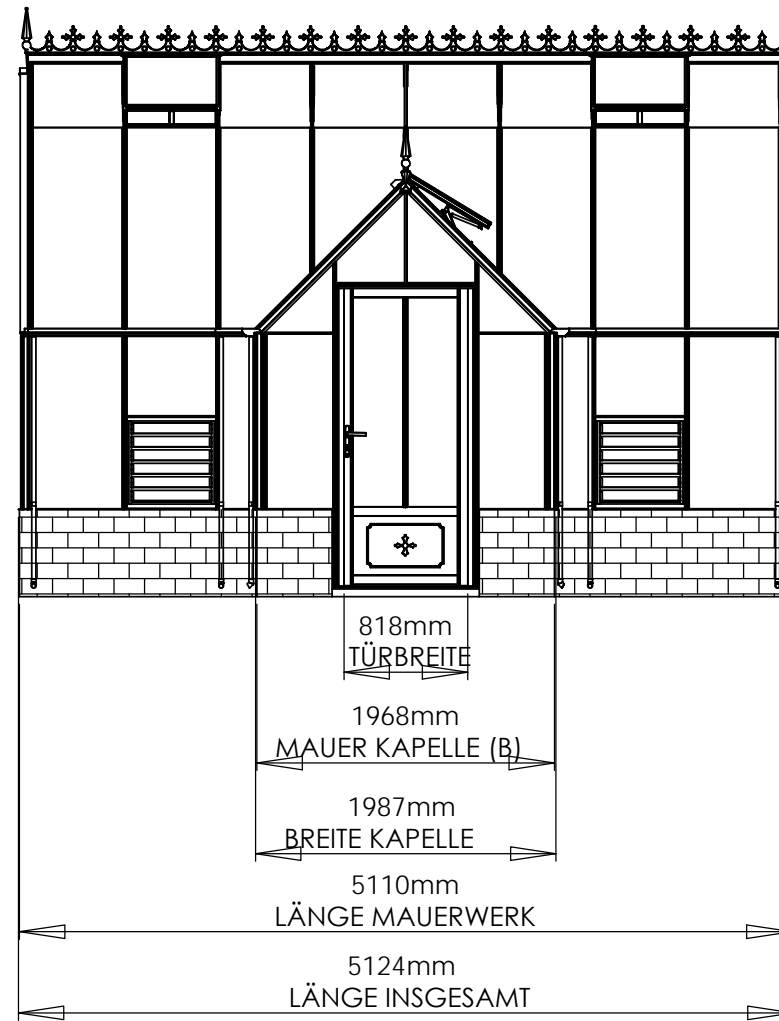 818mm
TÜRBREITE
1968mm
MAUER KAPELLE (B)
1987mm
BREITE KAPELLE
5110mm
LÄNGE MAUERWERK
5124mm
LÄNGE INSGESAMT